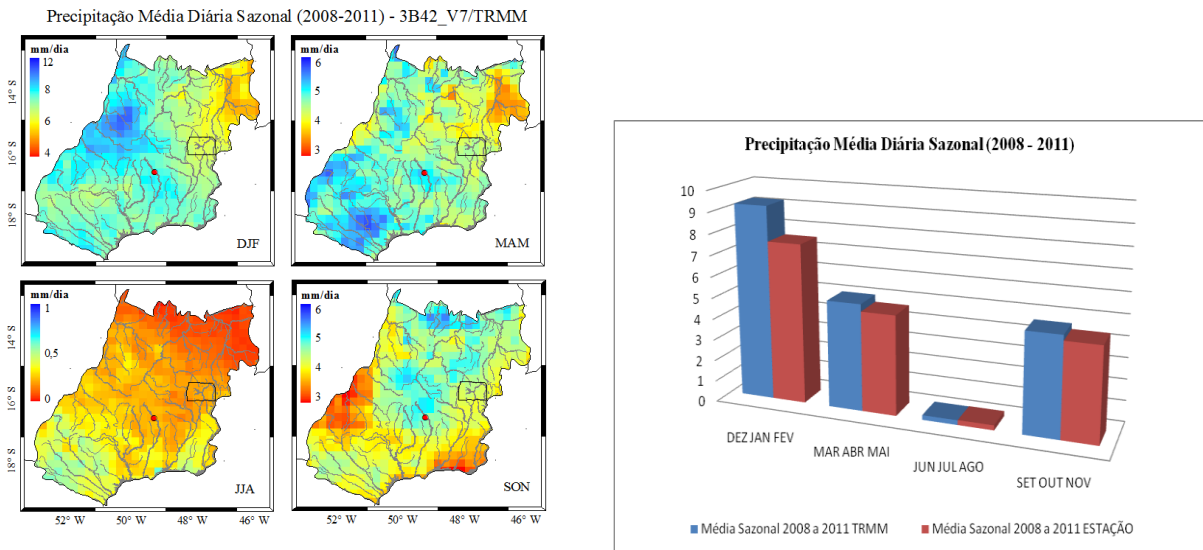 Precipitação Média Diária Sazonal (2008-2011) - 3B42_V7/TRMM
mm/dia
12
8
6
4
DJF
mm/dia
6
5
4
3
MAM
14° S
16° S
18° S
mm/dia
1
0,5
0
JJA
mm/dia
6
5
4
3
SON
14° S
16° S
18° S
52° W 50° W 48° W 46° W
52° W 50° W 48° W 46° W
Precipitação Média Diária Sazonal (2008 - 2011)
10
9
8
7
6
5
4
3
2
1
0
DEZ JAN FEV
MAR ABR MAI
JUN JUL AGO
SET OUT NOV
Média Sazonal 2008 a 2011 TRMM
Média Sazonal 2008 a 2011 ESTAÇÃO